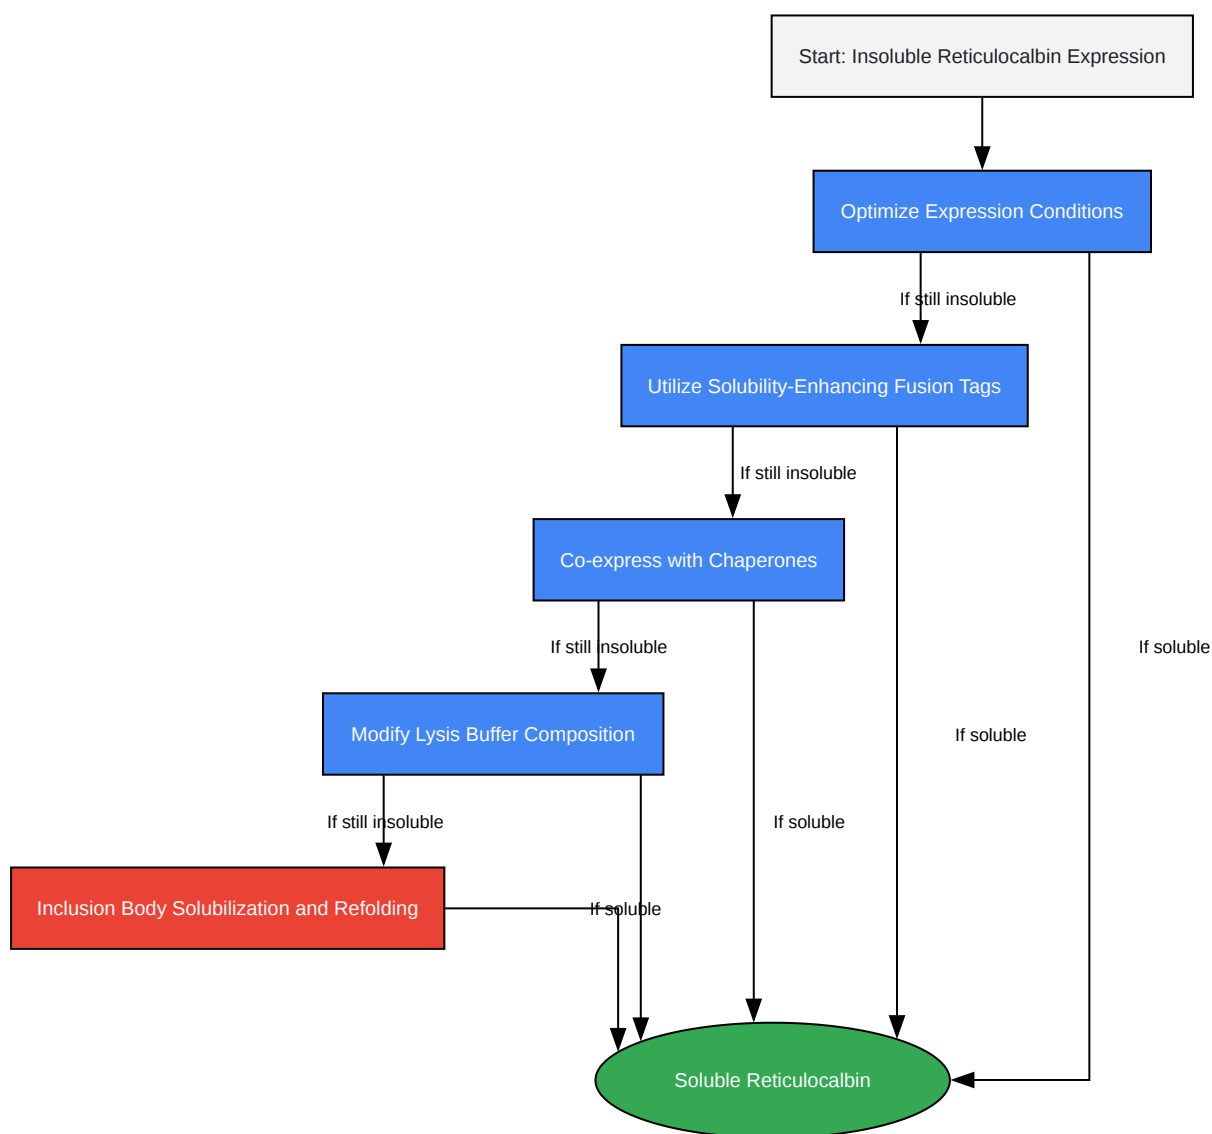 Start: Insoluble Reticulocalbin Expression
Optimize Expression Conditions
If still insoluble
Utilize Solubility-Enhancing Fusion Tags
If still insoluble
Co-express with Chaperones
If still insoluble
If soluble
Modify Lysis Buffer Composition
If soluble
If still insoluble
If soluble
Inclusion Body Solubilization and Refolding
If soluble
Soluble Reticulocalbin